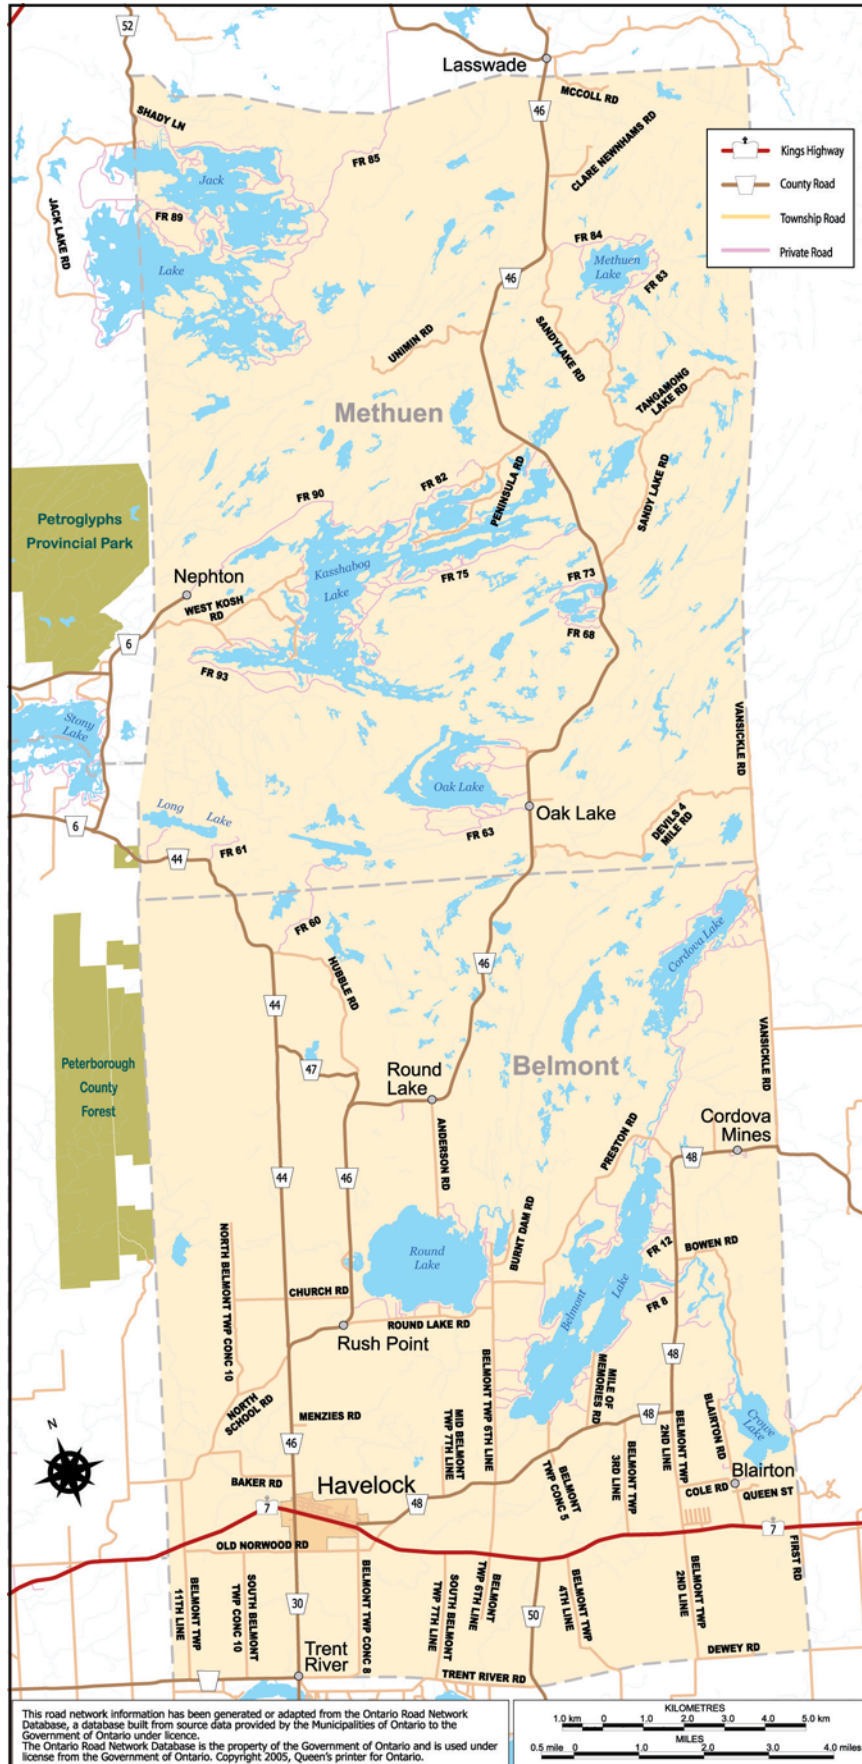 52
Lasswade
MCCOLL RD
46
SHADY LN
CLARE NEWNHAMS RD
Kings Highway
County Road
Township Road
Private Road
FR 85
Jack
JACK LAKE RD
FR 89
Lake
FR 84
Methuen
Lake
FR 83
46
UNIMIN RD
SANDYLAKE RD
TANGAMONG
LAKE RD
Methuen
FR 82
PENINSULA RD
SANDY LAKE RD
FR 90
Petroglyphs
Provincial Park
Nephton
Kasshabog
Lake
FR 75
FR 73
WEST KOSH
RD
FR 68
6
FR 93
Stony
Lake
VANSICKLE RD
Oak Lake
Long
Lake
Oak Lake
6
FR 63
DEVILS 4
MILE RD
FR 61
44
FR 60
Cordova Lake
HUBBLE RD
46
44
VANSICKLE RD
Peterborough
County
Forest
47
Round
Lake
Belmont
Cordova
Mines
ANDERSON RD
PRESTON RD
48
44
46
NORTH BELMONT TWP CONC 10
BURNT DAM RD
Round
Lake
FR 12
BOWEN RD
CHURCH RD
Belmont
Lake
FR 8
ROUND LAKE RD
Rush Point
48
BELMONT TWP 6TH LINE
MILE OF
MEMORIES RD
NORTH
SCHOOL RD
MENZIES RD
MID BELMONT
TWP 7TH LINE
48
BELMONT TWP
2ND LINE
BLAIRTON RD
Crowe
Lake
46
BELMONT
TWP CONC 5
BELMONT TWP
3RD LINE
BAKER RD
Havelock
Blairton
COLE RD
QUEEN ST
48
7
7
OLD NORWOOD RD
FIRST RD
BELMONT TWP
11TH LINE
SOUTH BELMONT
TWP CONC 10
30
BELMONT TWP CONC 8
SOUTH BELMONT
TWP 7TH LINE
BELMONT
TWP 6TH LINE
50
BELMONT TWP
4TH LINE
BELMONT TWP
2ND LINE
Trent
River
DEWEY RD
TRENT RIVER RD
N
This road network information has been generated or adapted from the Ontario Road Network
Database, a database built from source data provided by the Municipalities of Ontario to the
Government of Ontario under licence.
The Ontario Road Network Database is the property of the Government of Ontario and is used under
license from the Government of Ontario. Copyright 2005, Queen's printer for Ontario.
KILOMETRES
1.0 km 0 1.0 2.0 3.0 4.0 5.0 km
MILES
0.5 mile 0 1.0 2.0 3.0 4.0 miles